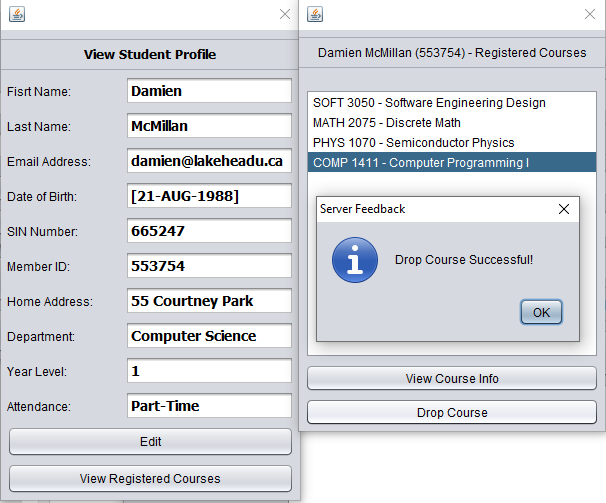 View Student Profile
Fisrt Name: Damien
Last Name: McMillan
Email Address: damien@lakeheadu.ca
Date of Birth: [21-AUG-1988]
SIN Number: 665247
Member ID: 553754
Home Address: 55 Courtney Park
Department: Computer Science
Year Level: 1
Attendance: Part-Time
Edit
View Registered Courses
Damien McMillan (553754) - Registered Courses
SOFT 3050 - Software Engineering Design
MATH 2075 - Discrete Math
PHYS 1070 - Semiconductor Physics
COMP 1411 - Computer Programming I
Server Feedback
Drop Course Successful!
OK
View Course Info
Drop Course